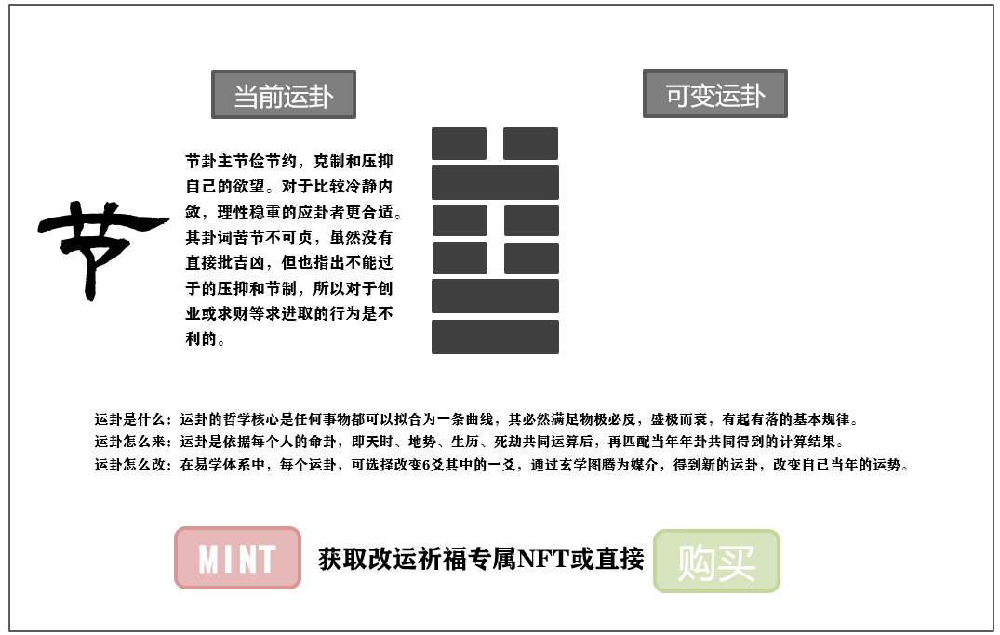 当前运卦
可变运卦
节
节卦主节俭节约，克制和压抑
自己的欲望。对于比较冷静内
敛，理性稳重的应卦者更合适。
其卦词苦节不可贞，虽然没有
直接批吉凶，但也指出不能过
于的压抑和节制，所以对于创
业或求财等求进取的行为是不
利的。
运卦是什么：运卦的哲学核心是任何事物都可以拟合为一条曲线，其必然满足物极必反，盛极而衰，有起有落的基本规律。
运卦怎么来：运卦是依据每个人的命卦，即天时、地势、生历、死劫共同运算后，再匹配当年年卦共同得到的计算结果。
运卦怎么改：在易学体系中，每个运卦，可选择改变6爻其中的一爻，通过玄学图腾为媒介，得到新的运卦，改变自己当年的运势。
MINT 获取改运祈福专属NFT或直接 购买